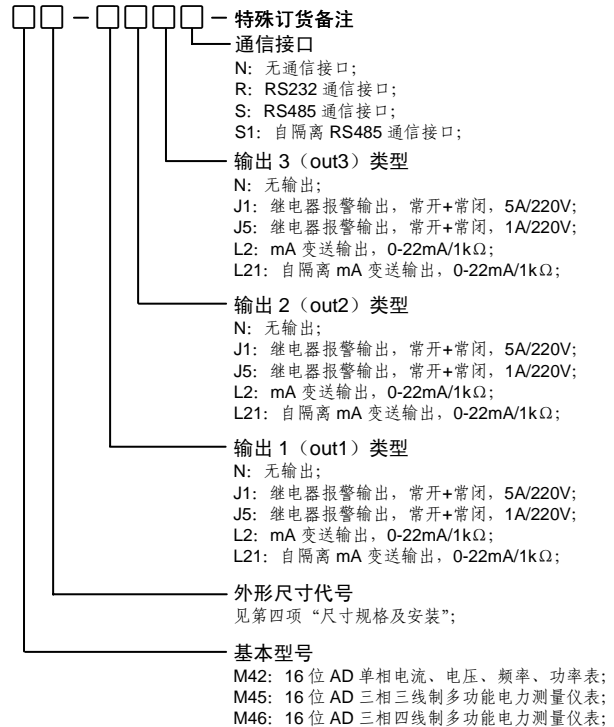 □□－□□□□－特殊订货备注
通信接口
N：无通信接口；
R：RS232 通信接口；
S：RS485 通信接口；
S1：自隔离 RS485 通信接口；
输出 3（out3）类型
N：无输出；
J1：继电器报警输出，常开+常闭，5A/220V；
J5：继电器报警输出，常开+常闭，1A/220V；
L2：mA 变送输出，0-22mA/1kΩ；
L21：自隔离 mA 变送输出，0-22mA/1kΩ；
输出 2（out2）类型
N：无输出；
J1：继电器报警输出，常开+常闭，5A/220V；
J5：继电器报警输出，常开+常闭，1A/220V；
L2：mA 变送输出，0-22mA/1kΩ；
L21：自隔离 mA 变送输出，0-22mA/1kΩ；
输出 1（out1）类型
N：无输出；
J1：继电器报警输出，常开+常闭，5A/220V；
J5：继电器报警输出，常开+常闭，1A/220V；
L2：mA 变送输出，0-22mA/1kΩ；
L21：自隔离 mA 变送输出，0-22mA/1kΩ；
外形尺寸代号
见第四项“尺寸规格及安装”；
基本型号
M42：16 位 AD 单相电流、电压、频率、功率表；
M45：16 位 AD 三相三线制多功能电力测量仪表；
M46：16 位 AD 三相四线制多功能电力测量仪表；